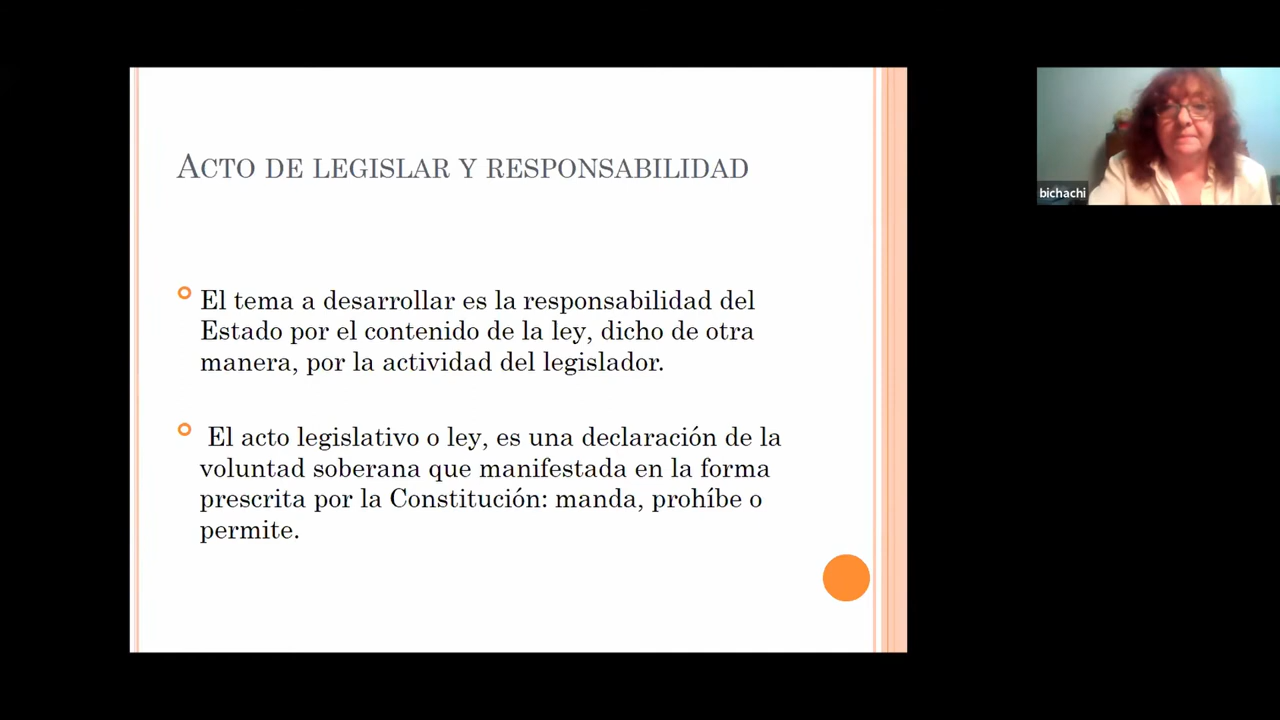 ACTO DE LEGISLAR Y RESPONSABILIDAD
El tema a desarrollar es la responsabilidad del
Estado por el contenido de la ley, dicho de otra
manera, por la actividad del legislador.
El acto legislativo o ley, es una declaración de la
voluntad soberana que manifestada en la forma
prescrita por la Constitución: manda, prohíbe o
permite.
bichachi